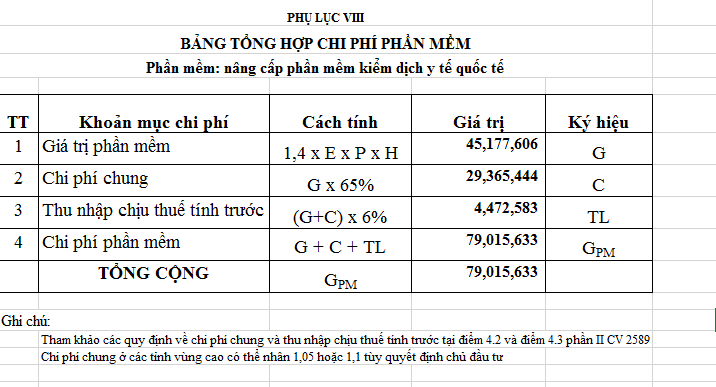 PHỤ LỤC VIII
BẢNG TỔNG HỢP CHI PHÍ PHẦN MỀM
Phần mềm: nâng cấp phần mềm kiểm dịch y tế quốc tế
TT Khoản mục chi phí Cách tính Giá trị Ký hiệu
1 Giá trị phần mềm 1,4 x E x P x H 45,177,606 G
2 Chi phí chung G x 65% 29,365,444 C
3 Thu nhập chịu thuế tính trước (G+C) x 6% 4,472,583 TL
4 Chi phí phần mềm G + C + TL 79,015,633 GPM
TỔNG CỘNG GPM 79,015,633
Ghi chú:
Tham khảo các quy định về chi phí chung và thu nhập chịu thuế tính trước tại điểm 4.2 và điểm 4.3 phần II CV 2589
Chi phí chung ở các tỉnh vùng cao có thể nhân 1,05 hoặc 1,1 tùy quyết định chủ đầu tư